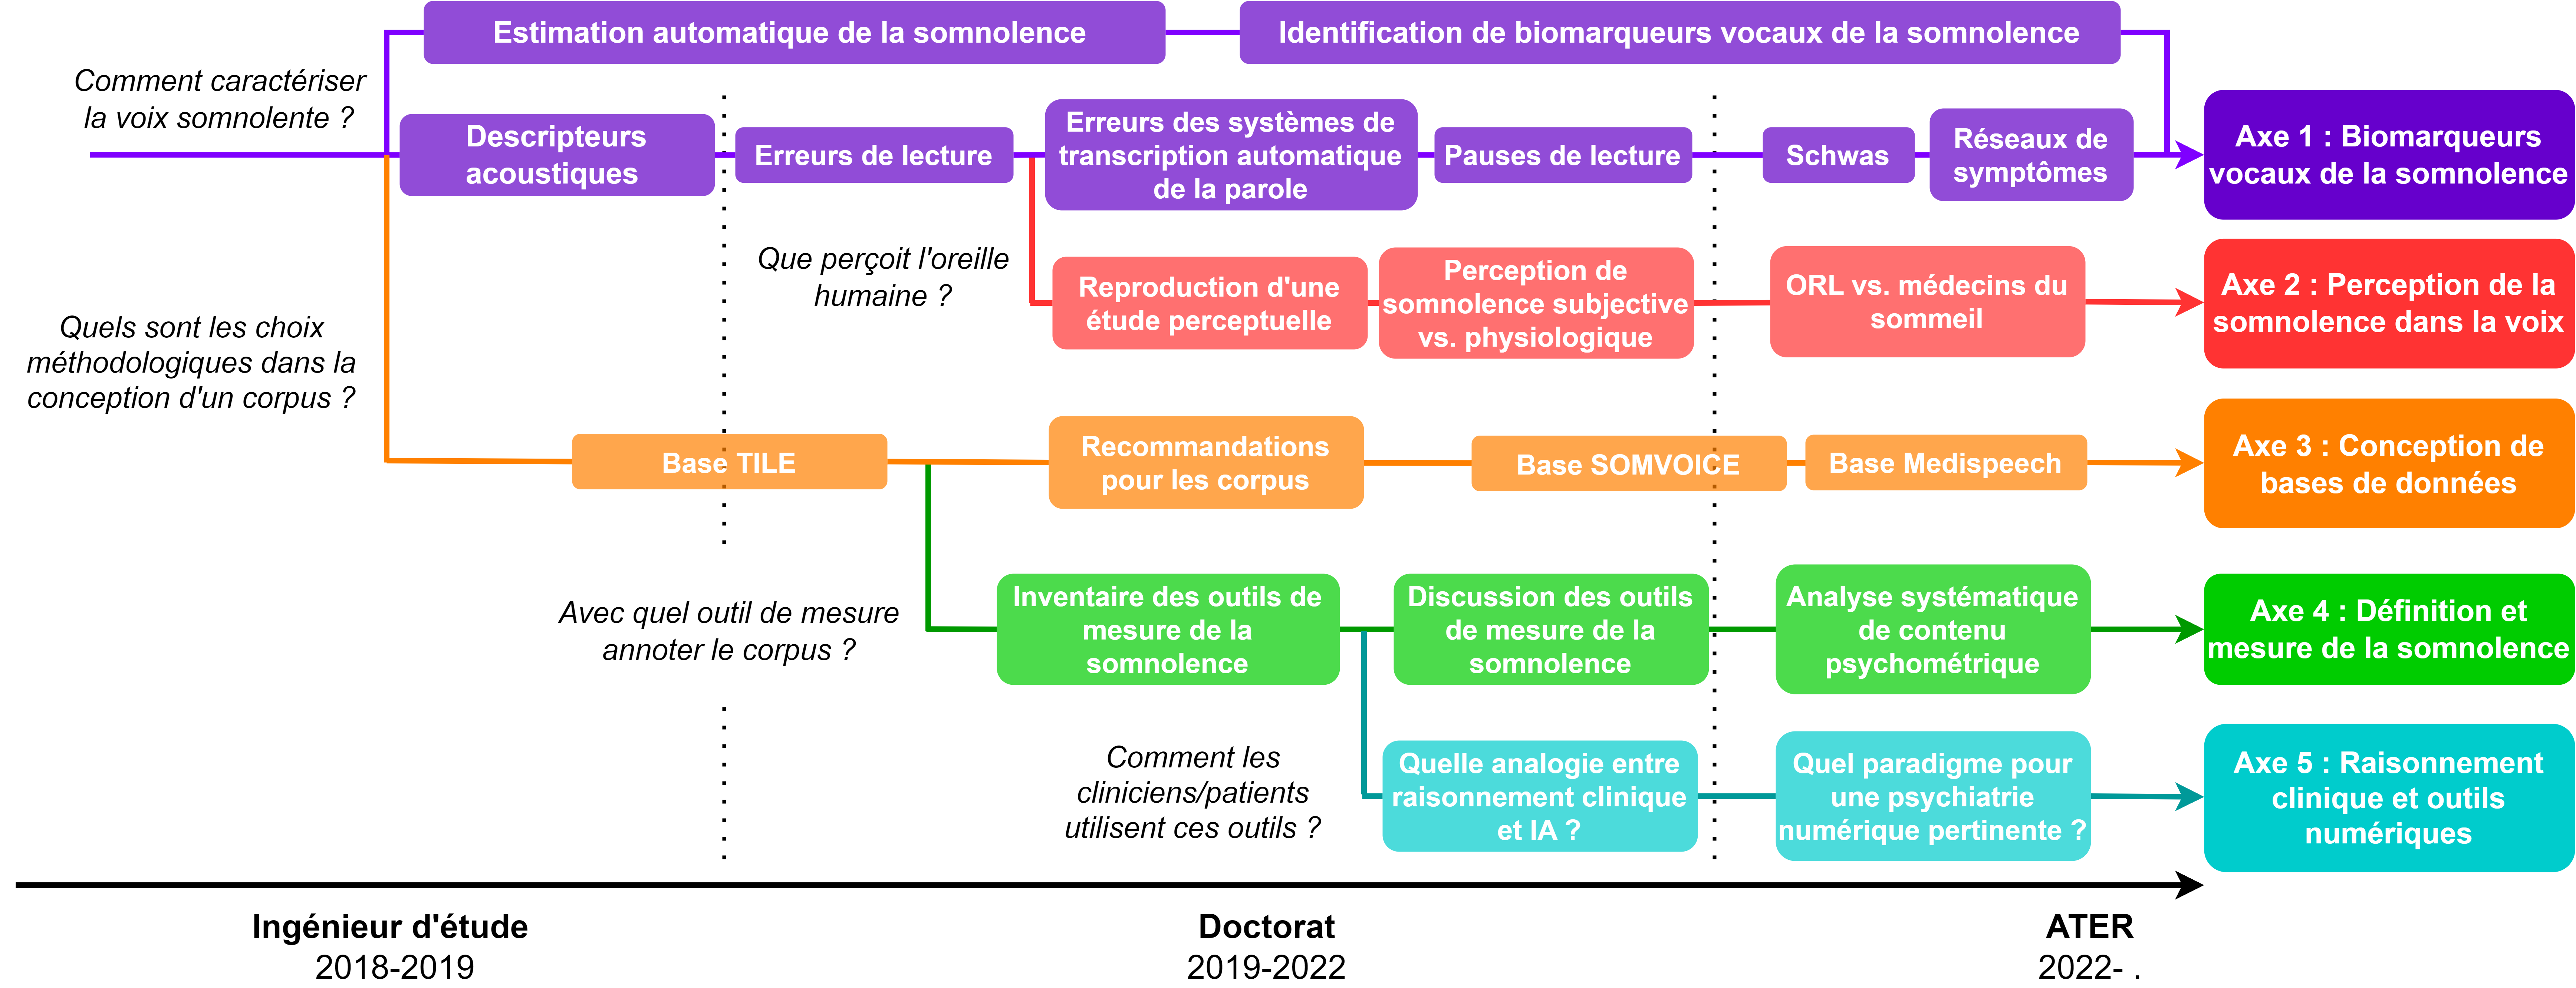 Estimation automatique de la somnolence
Identification de biomarqueurs vocaux de la somnolence
Comment caractériser
la voix somnolente ?
Descripteurs
acoustiques
Erreurs de lecture
Erreurs des systèmes de
transcription automatique
de la parole
Pauses de lecture
Schwas
Réseaux de
symptômes
Axe 1 : Biomarqueurs
vocaux de la somnolence
Que perçoit l'oreille
humaine ?
Reproduction d'une
étude perceptuelle
Perception de
somnolence subjective
vs. physiologique
ORL vs. médecins du
sommeil
Axe 2 : Perception de la
somnolence dans la voix
Quels sont les choix
méthodologiques dans la
conception d'un corpus ?
Base TILE
Recommandations
pour les corpus
Base SOMVOICE
Base Medispeech
Axe 3 : Conception de
bases de données
Avec quel outil de mesure
annoter le corpus ?
Inventaire des outils de
mesure de la
somnolence
Discussion des outils
de mesure de la
somnolence
Analyse systématique
de contenu
psychométrique
Axe 4 : Définition et
mesure de la somnolence
Comment les
cliniciens/patients
utilisent ces outils ?
Quelle analogie entre
raisonnement clinique
et IA ?
Quel paradigme pour
une psychiatrie
numérique pertinente ?
Axe 5 : Raisonnement
clinique et outils
numériques
Ingénieur d'étude
2018-2019
Doctorat
2019-2022
ATER
2022- .